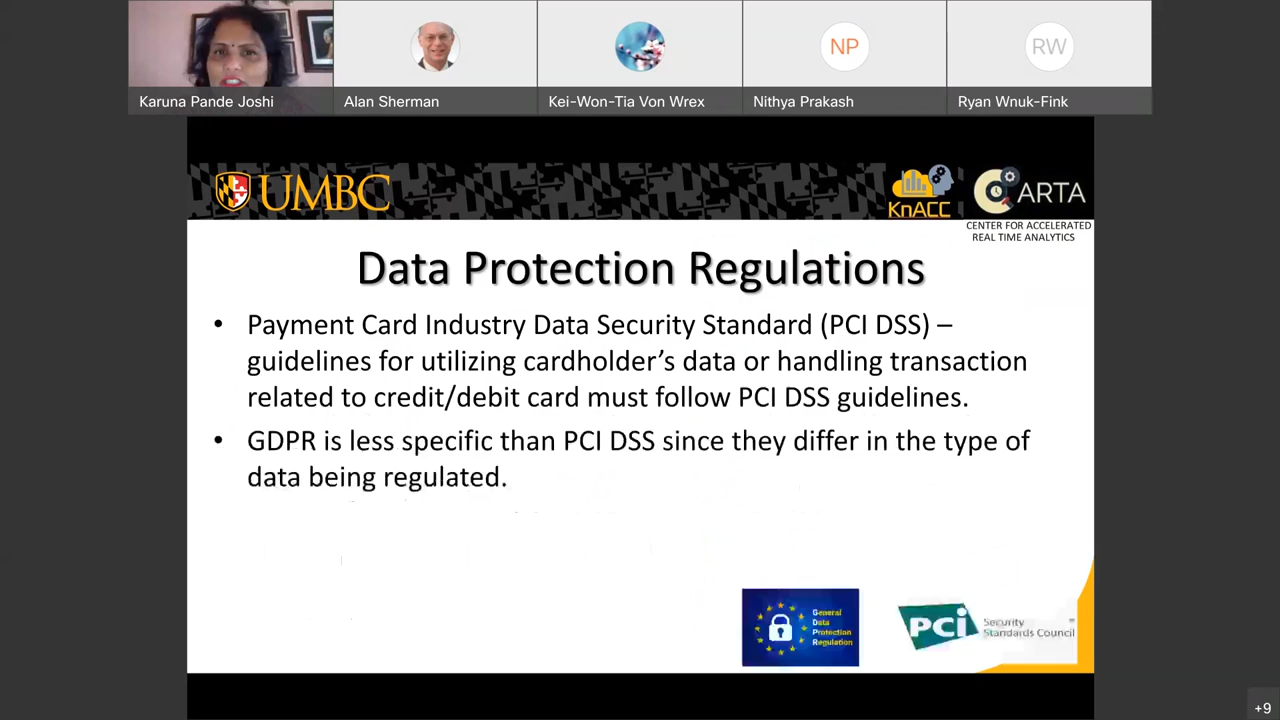 NP
RW
Karuna Pande Joshi
Alan Sherman
Kei-Won-Tia Von Wrex
Nithya Prakash
Ryan Wnuk-Fink
UMBC
KnACC
CARTA
CENTER FOR ACCELERATED
REAL TIME ANALYTICS
Data Protection Regulations
• Payment Card Industry Data Security Standard (PCI DSS) –
guidelines for utilizing cardholder's data or handling transaction
related to credit/debit card must follow PCI DSS guidelines.
• GDPR is less specific than PCI DSS since they differ in the type of
data being regulated.
General
Data
Protection
Regulation
PCi
Security
Standards Council
+9